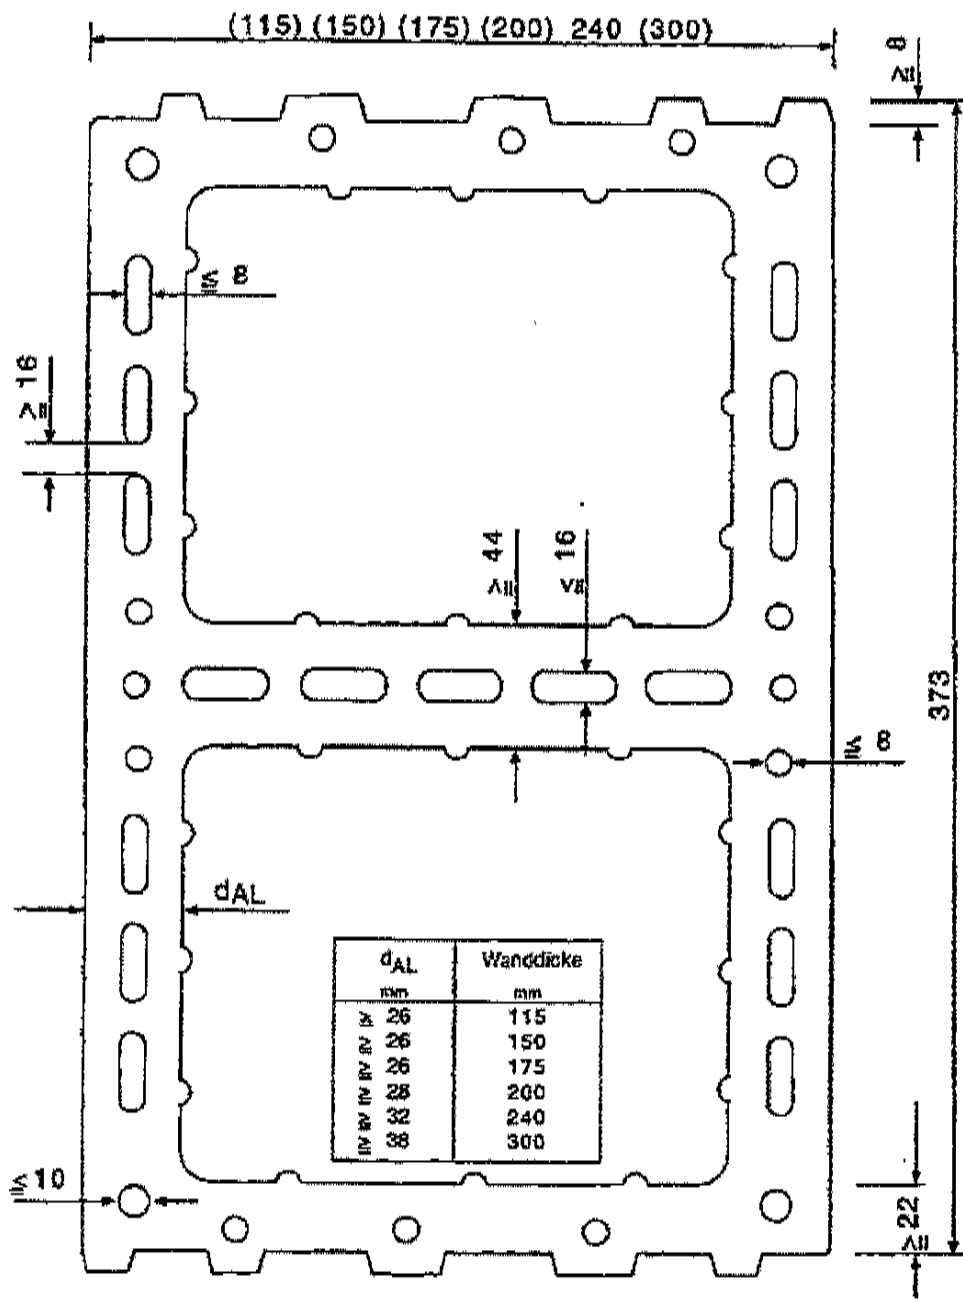 (115) (150) (175) (200) 240 (300)
≥ 8
≤ 8
≥ 16
≥ 44
≤ 16
373
≤ 8
dAL
dAL Wanddicke
mm mm
≥ 26 115
≥ 26 150
≥ 26 175
≥ 28 200
≥ 32 240
≥ 38 300
≤ 10
≥ 22